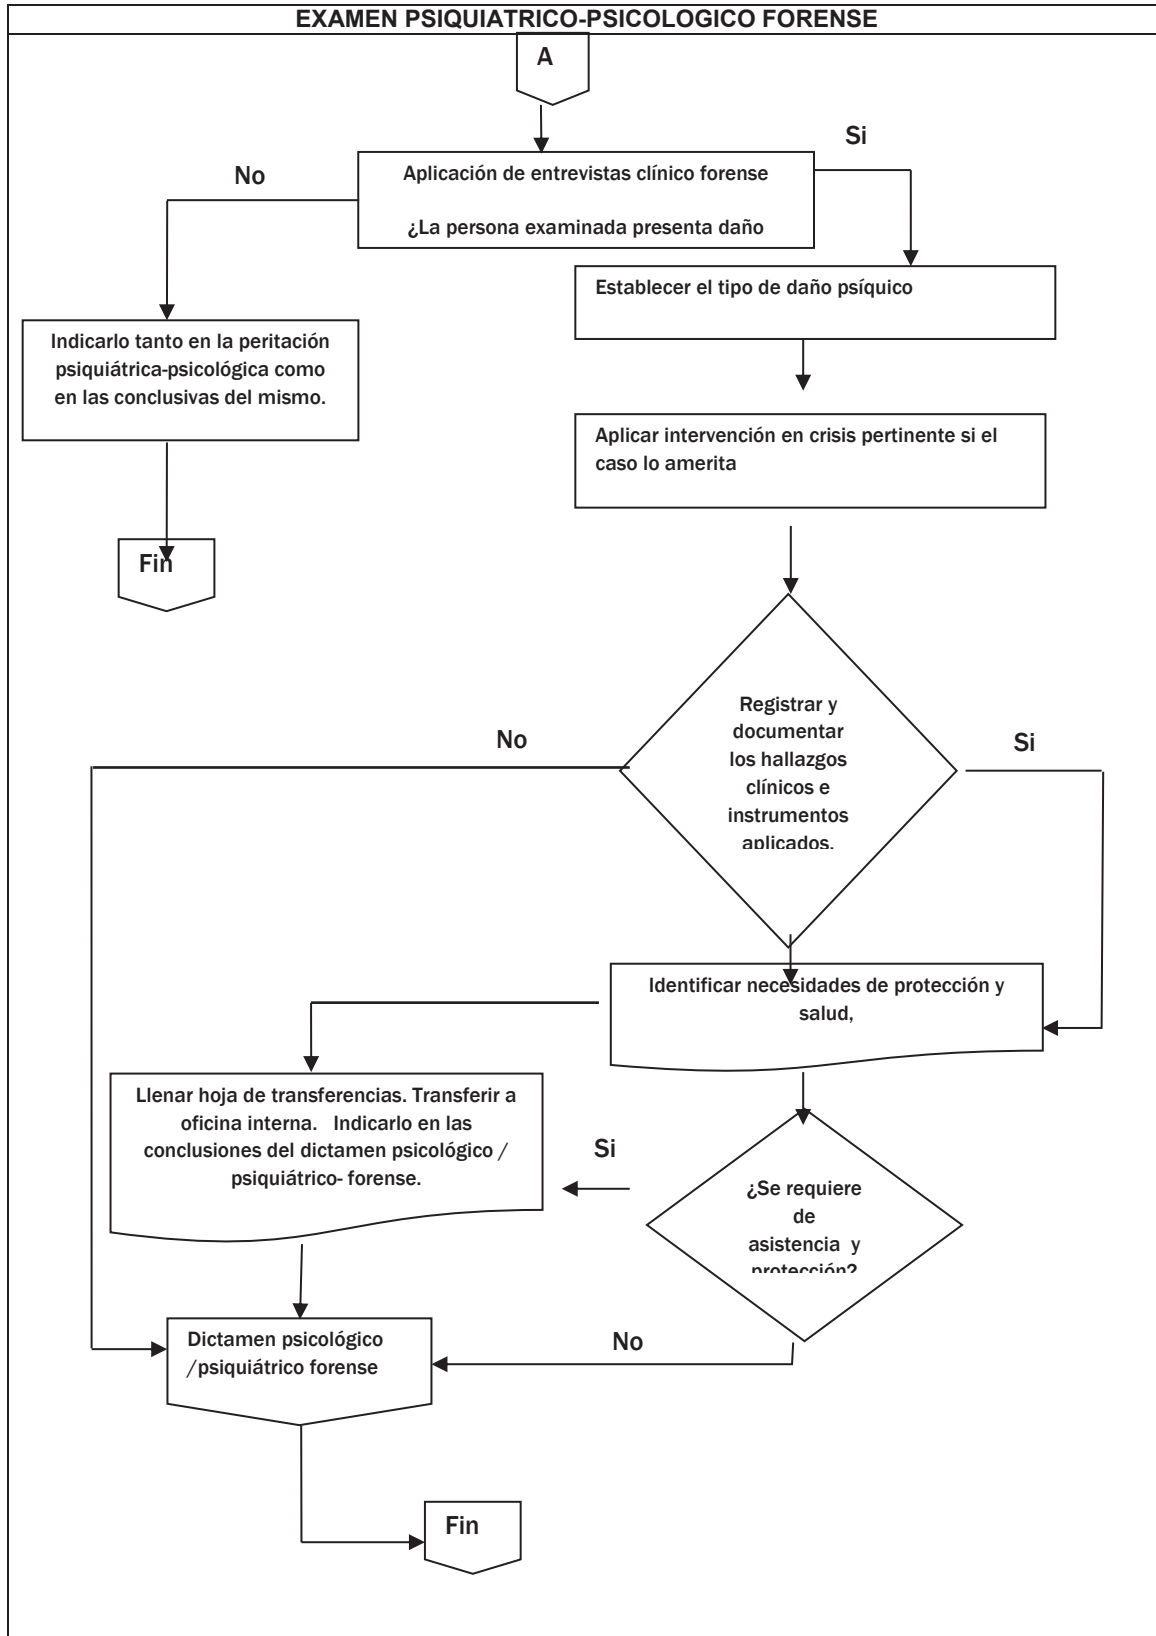 EXAMEN PSIQUIATRICO-PSICOLOGICO FORENSE
A
Si
No
Aplicación de entrevistas clínico forense
¿La persona examinada presenta daño
Establecer el tipo de daño psíquico
Indicarlo tanto en la peritación
psiquiátrica-psicológica como
en las conclusivas del mismo.
Aplicar intervención en crisis pertinente si el
caso lo amerita
Fin
Registrar y
documentar
los hallazgos
clínicos e
instrumentos
aplicados.
No
Si
Identificar necesidades de protección y
salud,
Llenar hoja de transferencias. Transferir a
oficina interna. Indicarlo en las
conclusiones del dictamen psicológico /
psiquiátrico- forense.
Si
¿Se requiere
de
asistencia y
protección?
No
Dictamen psicológico
/psiquiátrico forense
Fin